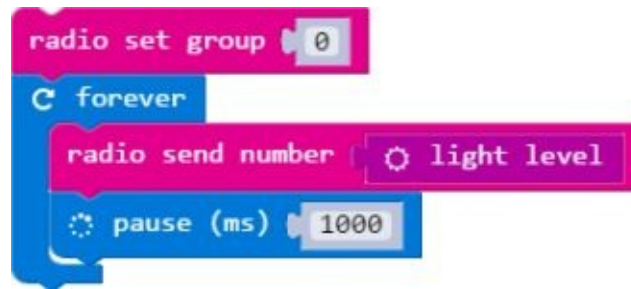 radio set group 0
forever
radio send number light level
pause (ms) 1000